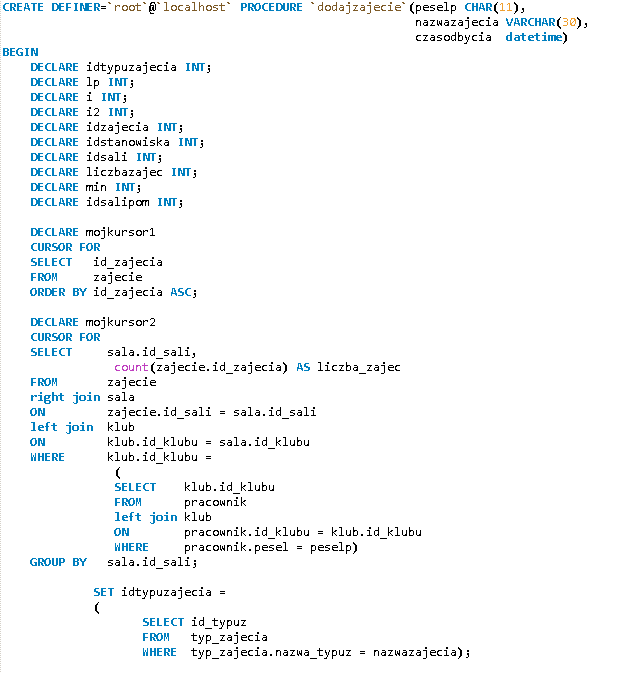 CREATE DEFINER=`root`@`localhost` PROCEDURE `dodajzajecie`(peselp CHAR(11),
nazwazajecia VARCHAR(30),
czasodbycia datetime)
BEGIN
DECLARE idtypuzajecia INT;
DECLARE lp INT;
DECLARE i INT;
DECLARE i2 INT;
DECLARE idzajecia INT;
DECLARE idstanowiska INT;
DECLARE idsali INT;
DECLARE liczbazajec INT;
DECLARE min INT;
DECLARE idsalipom INT;
DECLARE mojkursor1
CURSOR FOR
SELECT id_zajecia
FROM zajecie
ORDER BY id_zajecia ASC;
DECLARE mojkursor2
CURSOR FOR
SELECT sala.id_sali,
count(zajecie.id_zajecia) AS liczba_zajec
FROM zajecie
right join sala
ON zajecie.id_sali = sala.id_sali
left join klub
ON klub.id_klubu = sala.id_klubu
WHERE klub.id_klubu =
(
SELECT klub.id_klubu
FROM pracownik
left join klub
ON pracownik.id_klubu = klub.id_klubu
WHERE pracownik.pesel = peselp)
GROUP BY sala.id_sali;
SET idtypuzajecia =
(
SELECT id_typuz
FROM typ_zajecia
WHERE typ_zajecia.nazwa_typuz = nazwazajecia);